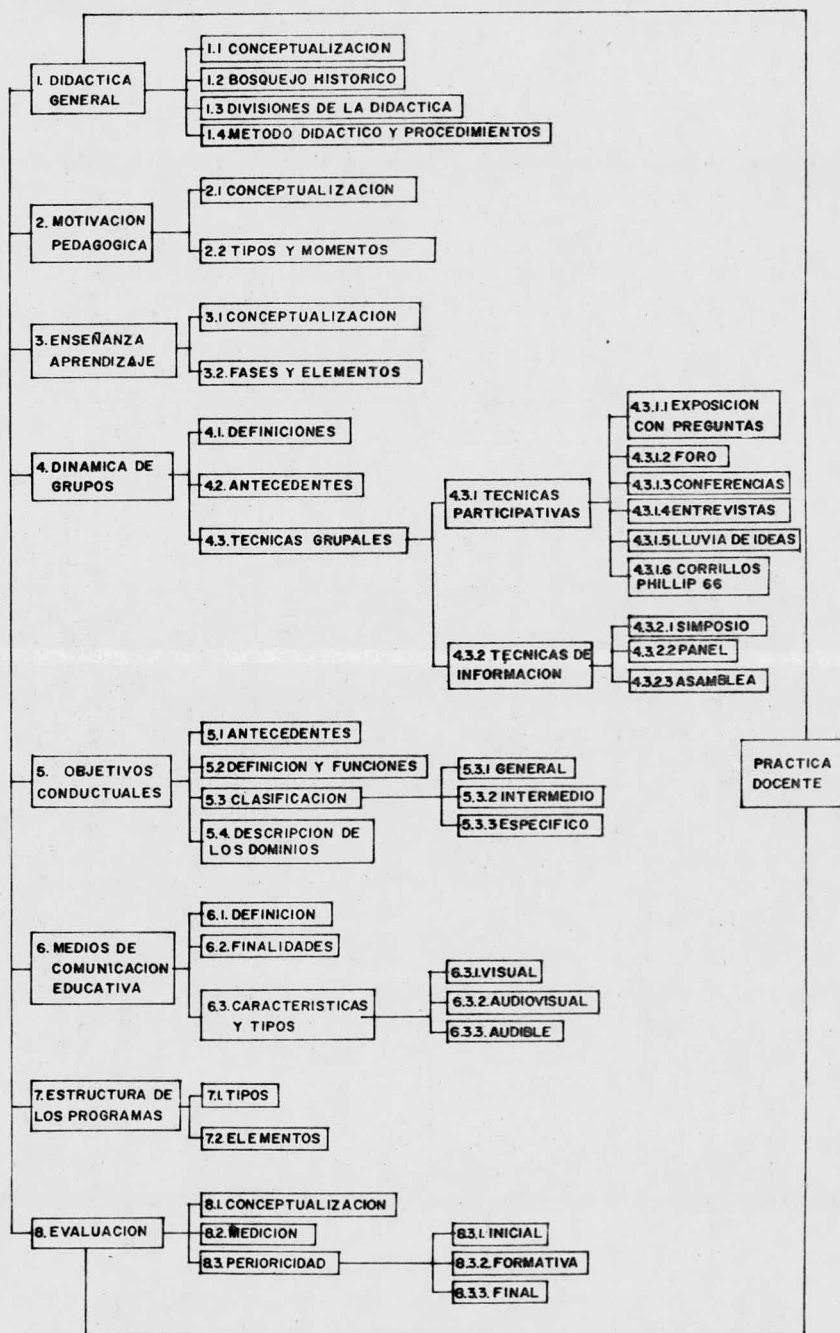 1. DIDACTICA
GENERAL
1.1 CONCEPTUALIZACION
1.2 BOSQUEJO HISTORICO
1.3 DIVISIONES DE LA DIDACTICA
1.4 METODO DIDACTICO Y PROCEDIMIENTOS
2. MOTIVACION
PEDAGOGICA
2.1 CONCEPTUALIZACION
2.2 TIPOS Y MOMENTOS
3. ENSEÑANZA
APRENDIZAJE
3.1 CONCEPTUALIZACION
3.2. FASES Y ELEMENTOS
4. DINAMICA DE
GRUPOS
4.1. DEFINICIONES
4.2. ANTECEDENTES
4.3. TECNICAS GRUPALES
4.3.1 TECNICAS
PARTICIPATIVAS
4.3.1.1 EXPOSICION
CON PREGUNTAS
4.3.1.2 FORO
4.3.1.3 CONFERENCIAS
4.3.1.4 ENTREVISTAS
4.3.1.5 LLUVIA DE IDEAS
4.3.1.6 CORRILLOS
PHILLIP 66
4.3.2 TECNICAS DE
INFORMACION
4.3.2.1 SIMPOSIO
4.3.2.2 PANEL
4.3.2.3 ASAMBLEA
5. OBJETIVOS
CONDUCTUALES
5.1 ANTECEDENTES
5.2 DEFINICION Y FUNCIONES
5.3 CLASIFICACION
5.4. DESCRIPCION DE
LOS DOMINIOS
5.3.1 GENERAL
5.3.2 INTERMEDIO
5.3.3 ESPECIFICO
6. MEDIOS DE
COMUNICACION
EDUCATIVA
6.1. DEFINICION
6.2. FINALIDADES
6.3. CARACTERISTICAS
Y TIPOS
6.3.1. VISUAL
6.3.2. AUDIOVISUAL
6.3.3. AUDIBLE
7. ESTRUCTURA DE
LOS PROGRAMAS
7.1. TIPOS
7.2. ELEMENTOS
8. EVALUACION
8.1. CONCEPTUALIZACION
8.2. MEDICION
8.3. PERIORICIDAD
8.3.1. INICIAL
8.3.2. FORMATIVA
8.3.3. FINAL
PRACTICA
DOCENTE